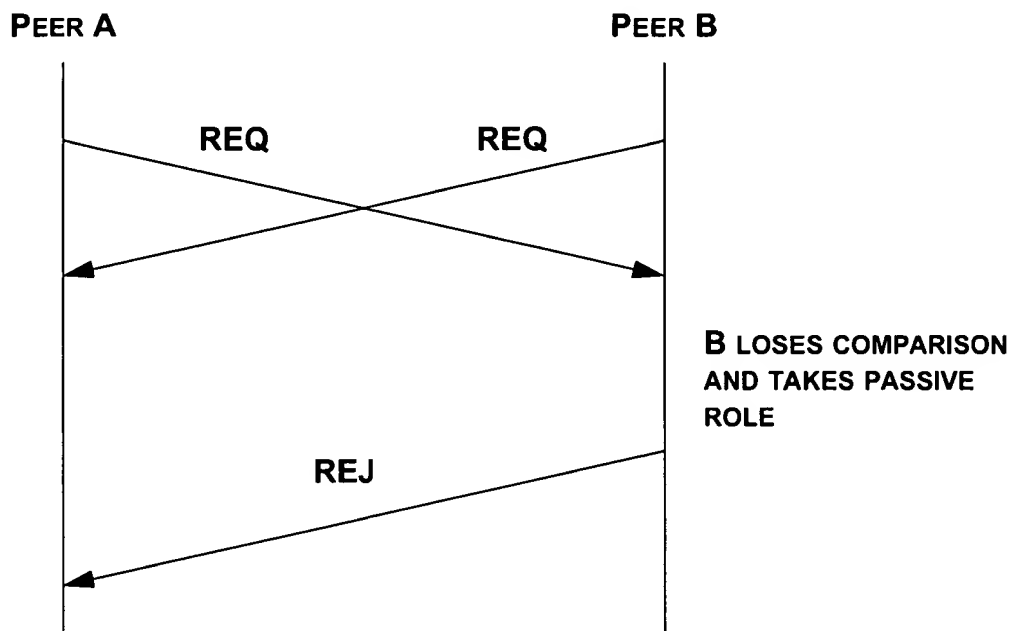 PEER A
PEER B
REQ
REQ
B LOSES COMPARISON
AND TAKES PASSIVE
ROLE
REJ